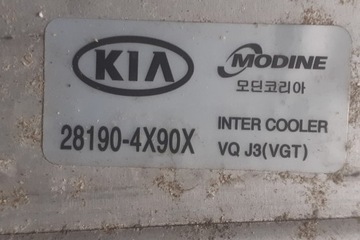 KIA
MODINE
모딘코리아
28190-4X90X
INTER COOLER
VQ J3(VGT)